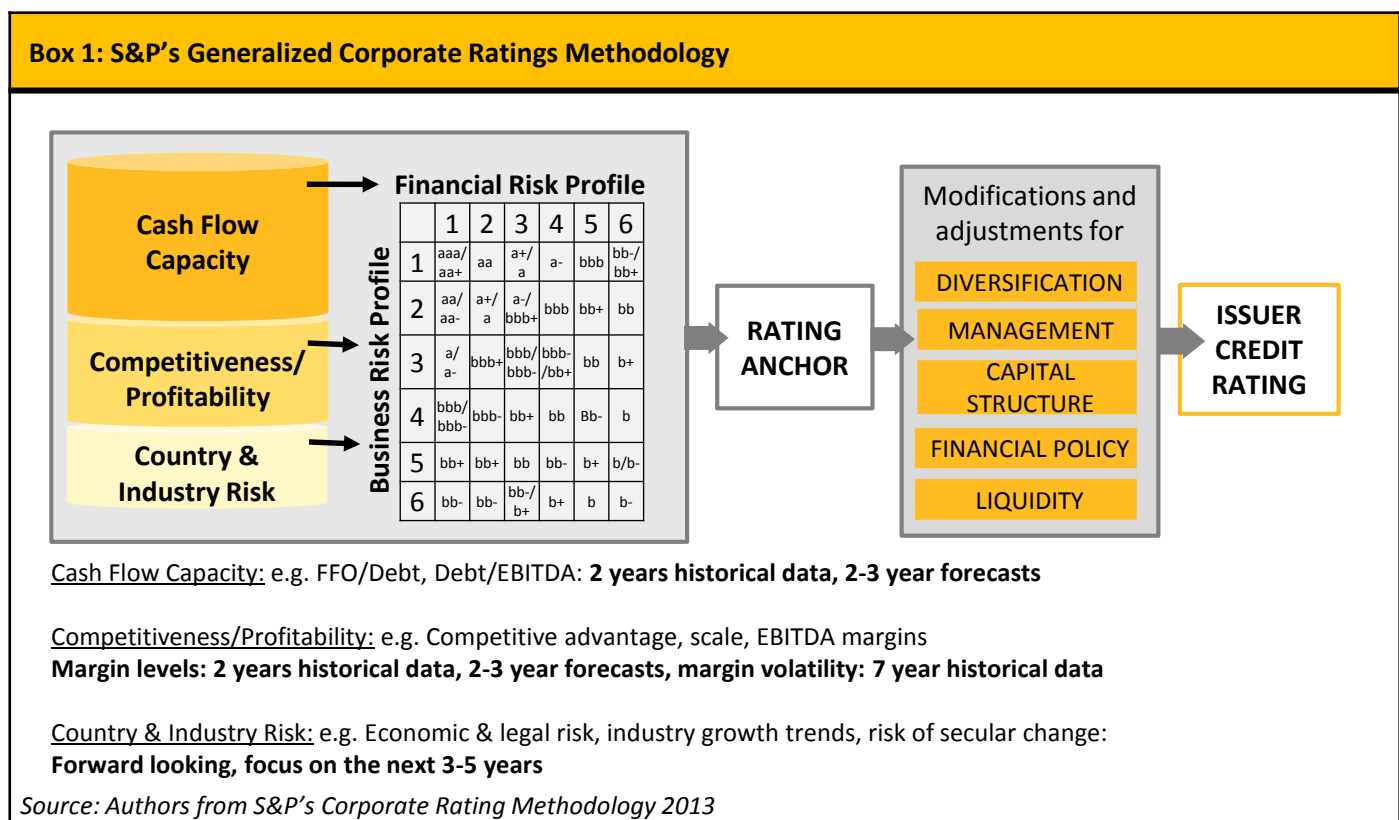 Box 1: S&P's Generalized Corporate Ratings Methodology
Cash Flow
Capacity
Competitiveness/
Profitability
Country &
Industry Risk
Financial Risk Profile
Business Risk Profile
1 2 3 4 5 6
1 aaa/aa+ aa a+/a a- bbb bb-/bb+
2 aa/aa- a+/a a-/bbb+ bbb bb+ bb
3 a/a- bbb+ bbb/bbb- bbb-/bb+ bb b+
4 bbb/bbb- bbb- bb+ bb Bb- b
5 bb+ bb+ bb bb- b+ b/b-
6 bb- bb- bb-/b+ b+ b b-
RATING
ANCHOR
Modifications and
adjustments for
DIVERSIFICATION
MANAGEMENT
CAPITAL
STRUCTURE
FINANCIAL POLICY
LIQUIDITY
ISSUER
CREDIT
RATING
Cash Flow Capacity: e.g. FFO/Debt, Debt/EBITDA: 2 years historical data, 2-3 year forecasts
Competitiveness/Profitability: e.g. Competitive advantage, scale, EBITDA margins
Margin levels: 2 years historical data, 2-3 year forecasts, margin volatility: 7 year historical data
Country & Industry Risk: e.g. Economic & legal risk, industry growth trends, risk of secular change:
Forward looking, focus on the next 3-5 years
Source: Authors from S&P's Corporate Rating Methodology 2013